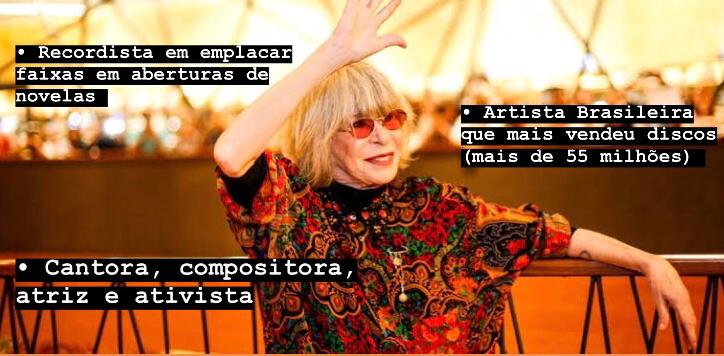 • Recordista em emplacar
faixas em aberturas de
novelas
• Artista Brasileira
que mais vendeu discos
(mais de 55 milhões)
• Cantora, compositora,
atriz e ativista